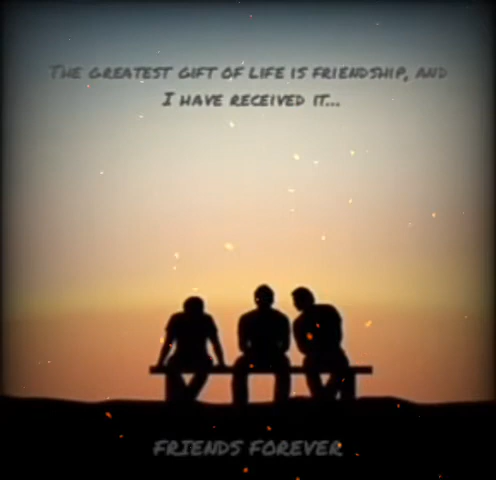 THE GREATEST GIFT OF LIFE IS FRIENDSHIP, AND
I HAVE RECEIVED IT...
FRIENDS FOREVER